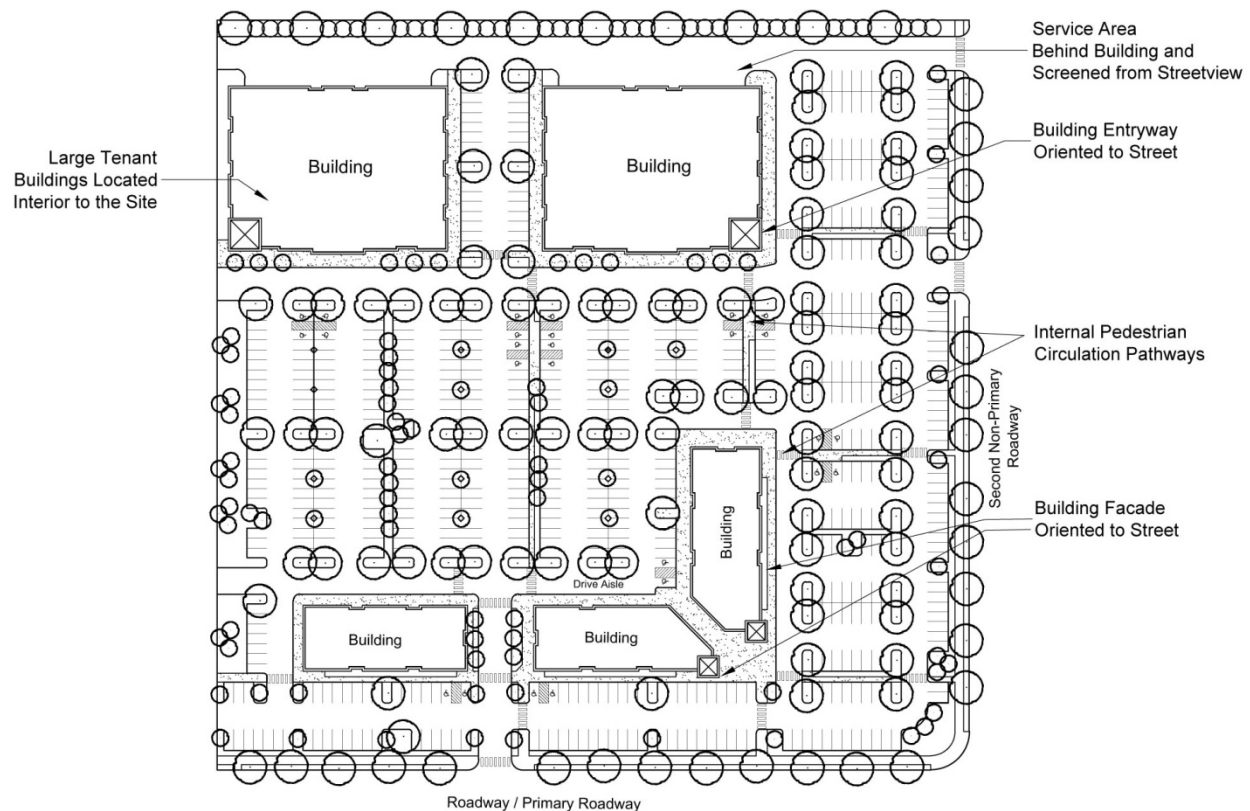 Service Area
Behind Building and
Screened from Streetview
Building Entryway
Oriented to Street
Large Tenant
Buildings Located
Interior to the Site
Building
Building
Internal Pedestrian
Circulation Pathways
Second Non-Primary
Roadway
Building
Building Facade
Oriented to Street
Drive Aisle
Building
Building
Roadway / Primary Roadway